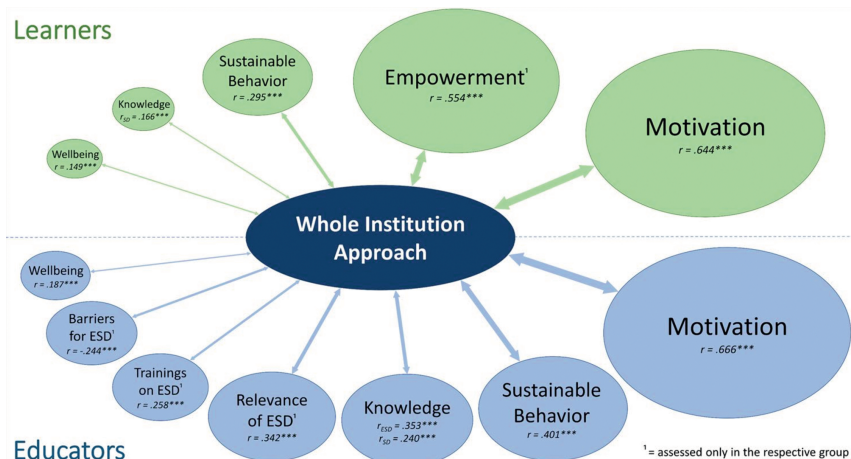 Learners
Sustainable
Behavior
r = .295***
Empowerment¹
r = .554***
Motivation
r = .644***
Knowledge
rSD = .166***
Wellbeing
r = .149***
Whole Institution
Approach
Wellbeing
r = .187***
Barriers
for ESD¹
r = -.244***
Trainings
on ESD¹
r = .258***
Relevance
of ESD¹
r = .342***
Knowledge
rESD = .353***
rSD = .240***
Sustainable
Behavior
r = .401***
Motivation
r = .666***
Educators
¹ = assessed only in the respective group